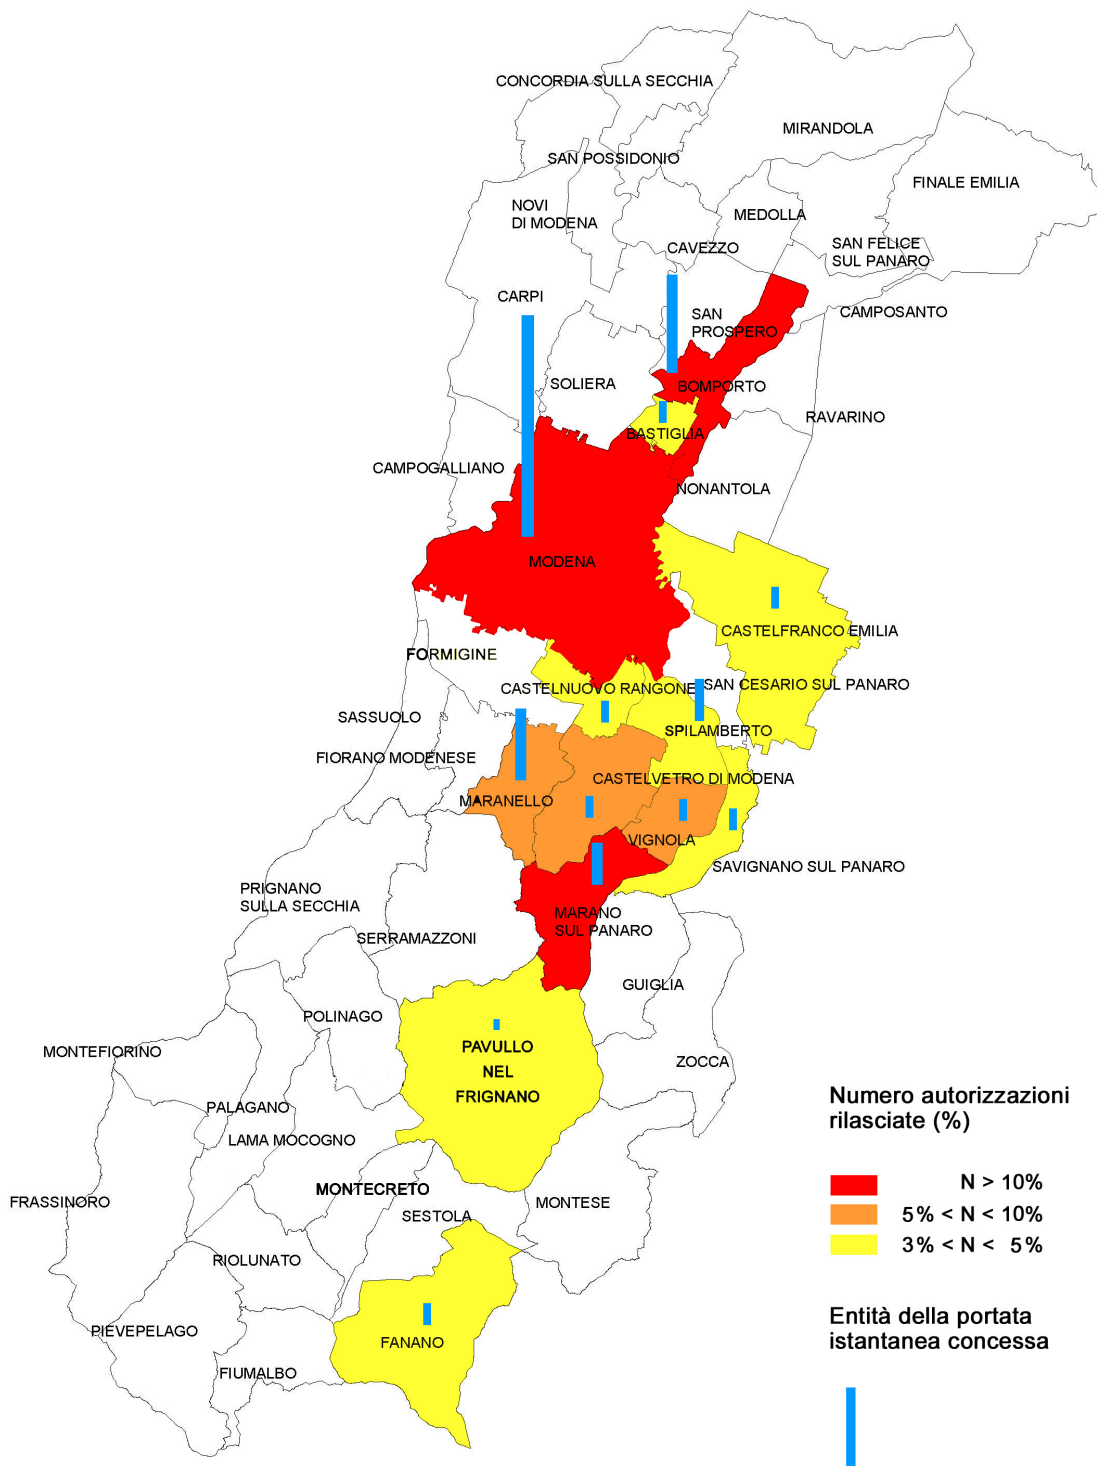 CONCORDIA SULLA SECCHIA
MIRANDOLA
SAN POSSIDONIO
FINALE EMILIA
NOVI
DI MODENA
MEDOLLA
CAVEZZO
SAN FELICE
SUL PANARO
CARPI
SAN
PROSPERO
CAMPOSANTO
SOLIERA
BOMPORTO
RAVARINO
BASTIGLIA
CAMPOGALLIANO
NONANTOLA
MODENA
CASTELFRANCO EMILIA
FORMIGINE
CASTELNUOVO RANGONE
SAN CESARIO SUL PANARO
SASSUOLO
SPILAMBERTO
FIORANO MODENESE
CASTELVETRO DI MODENA
MARANELLO
VIGNOLA
SAVIGNANO SUL PANARO
PRIGNANO
SULLA SECCHIA
MARANO
SUL PANARO
SERRAMAZZONI
GUIGLIA
POLINAGO
MONTEFIORINO
PAVULLO
NEL
FRIGNANO
ZOCCA
PALAGANO
LAMA MOCOGNO
MONTECRETO
FRASSINORO
SESTOLA
MONTESE
RIOLUNATO
PIEVEPELAGO
FANANO
FIUMALBO
Numero autorizzazioni
rilasciate (%)
N > 10%
5% < N < 10%
3% < N < 5%
Entità della portata
istantanea concessa